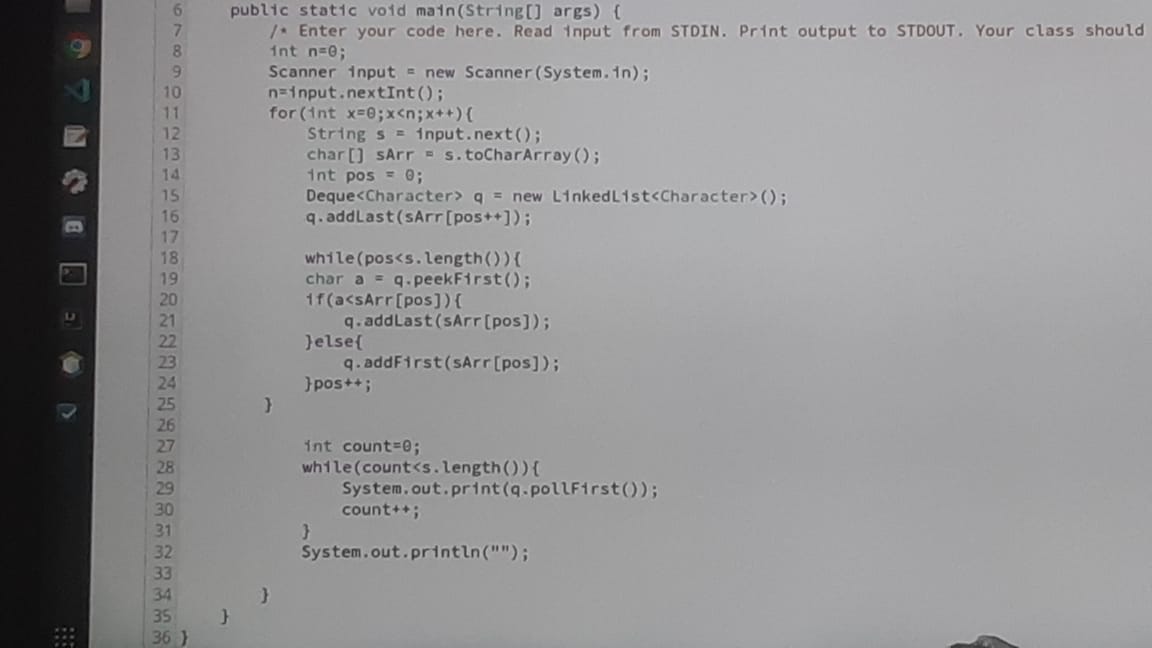 6 public static void main(String[] args) {
7 /* Enter your code here. Read input from STDIN. Print output to STDOUT. Your class should
8 int n=0;
9 Scanner input = new Scanner(System.in);
10 n=input.nextInt();
11 for(int x=0;x<n;x++){
12 String s = input.next();
13 char[] sArr = s.toCharArray();
14 int pos = 0;
15 Deque<Character> q = new LinkedList<Character>();
16 q.addLast(sArr[pos++]);
17
18 while(pos<s.length()){
19 char a = q.peekFirst();
20 if(a<sArr[pos]){
21 q.addLast(sArr[pos]);
22 }else{
23 q.addFirst(sArr[pos]);
24 }pos++;
25 }
26
27 int count=0;
28 while(count<s.length()){
29 System.out.print(q.pollFirst());
30 count++;
31 }
32 System.out.println("");
33
34 }
35 }
36 }